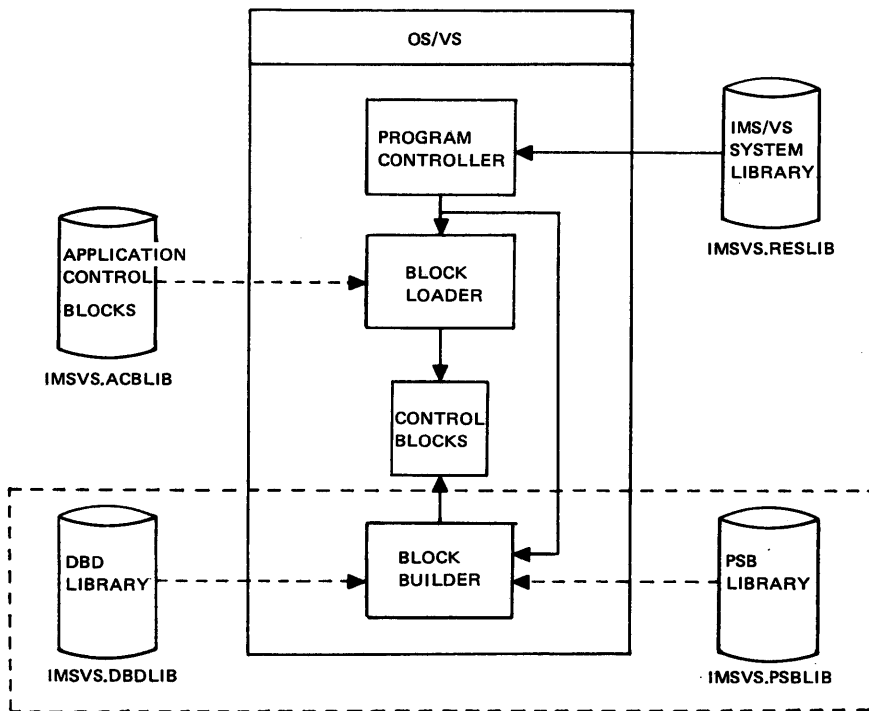 OS/VS
PROGRAM
CONTROLLER
IMS/VS
SYSTEM
LIBRARY
IMSVS.RESLIB
APPLICATION
CONTROL
BLOCKS
IMSVS.ACBLIB
BLOCK
LOADER
CONTROL
BLOCKS
DBD
LIBRARY
IMSVS.DBDLIB
BLOCK
BUILDER
PSB
LIBRARY
IMSVS.PSBLIB